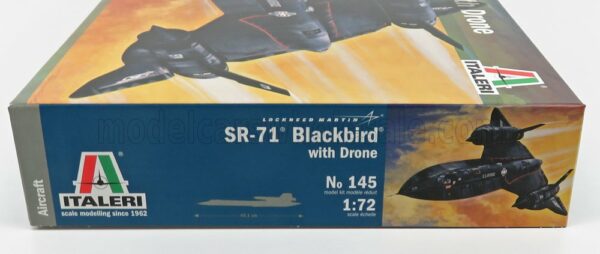 Drone
ITALERI
LOCKHEED MARTIN
SR-71® Blackbird®
with Drone
No 145
model kit modèle réduit
1:72
scale échelle
Aircraft
ITALERI
scale modelling since 1962